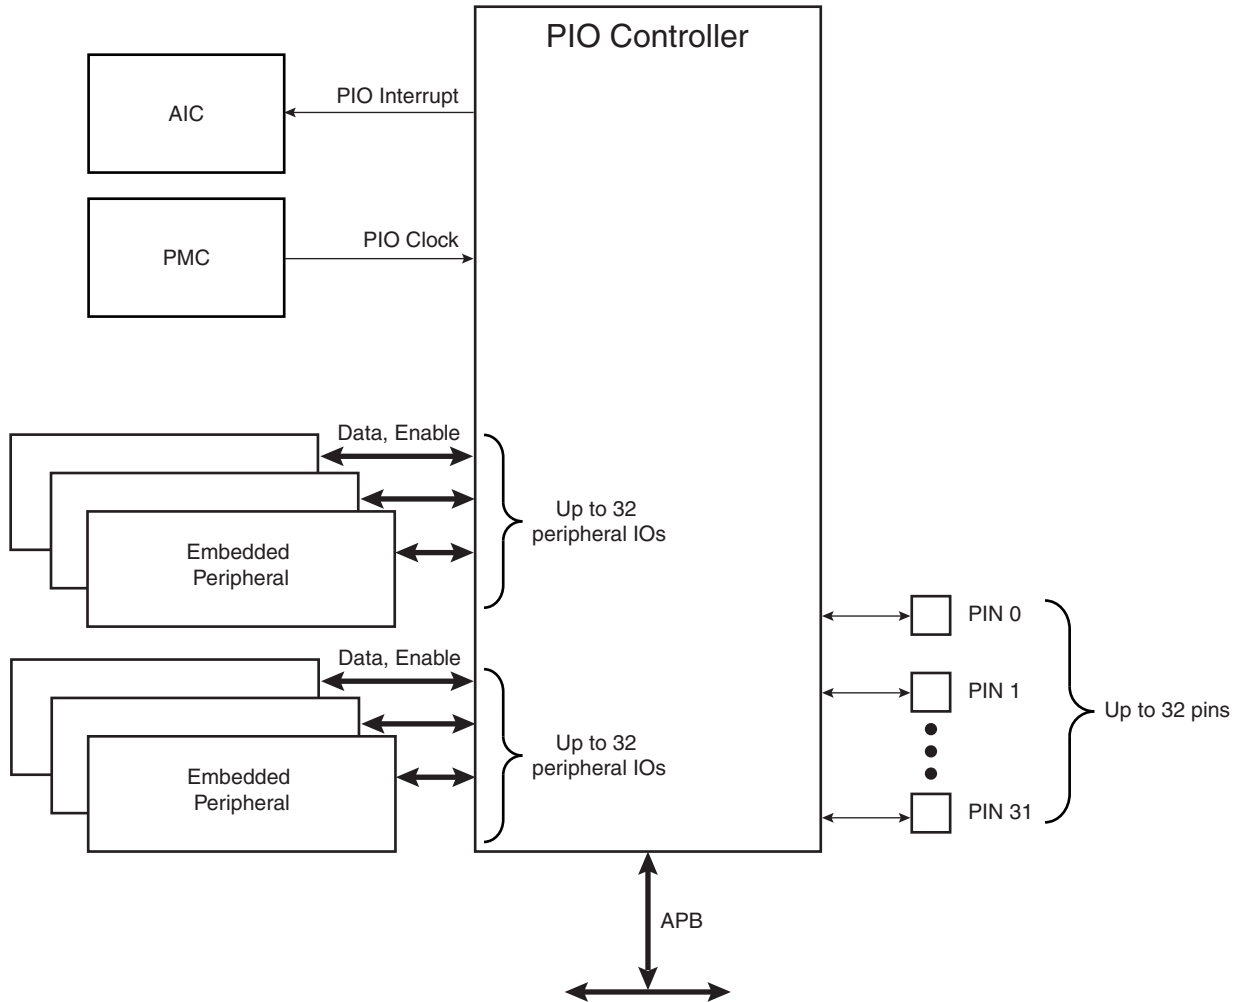 PIO Controller
PIO Interrupt
AIC
PIO Clock
PMC
Data, Enable
Up to 32
peripheral IOs
Embedded
Peripheral
PIN 0
Data, Enable
PIN 1
Up to 32 pins
Up to 32
peripheral IOs
Embedded
Peripheral
PIN 31
APB